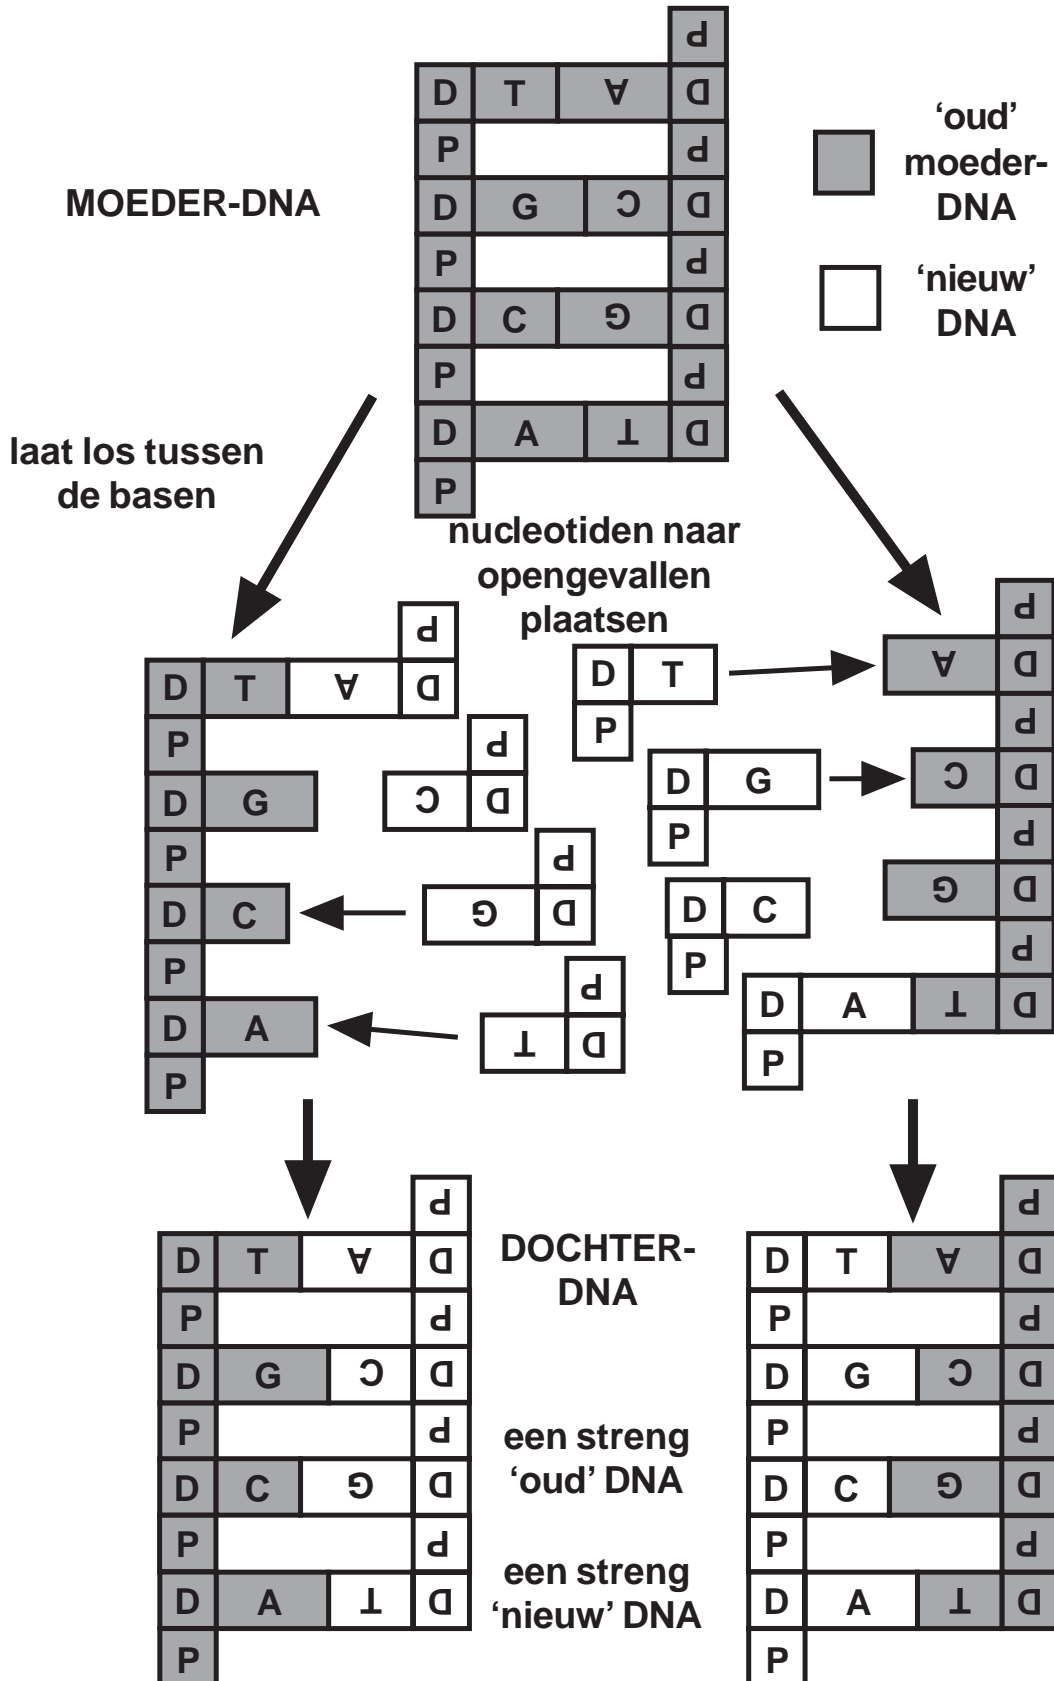 P
D T A D
P P
D G C D
P P
D C G D
P P
D A T D
P
MOEDER-DNA
‘oud’
moeder-
DNA
‘nieuw’
DNA
laat los tussen
de basen
nucleotiden naar
opengevallen
plaatsen
P
D T A D
P
D G
P
D C
P
D A
P
P
C D
P
G D
P
T D
D T
P
D G
P
D C
P
P
A D
P
C D
P
G D
P
D A T D
P
P
D T A D
P P
D G C D
P P
D C G D
P P
D A T D
P
DOCHTER-
DNA
een streng
‘oud’ DNA
een streng
‘nieuw’ DNA
P
D T A D
P P
D G C D
P P
D C G D
P P
D A T D
P